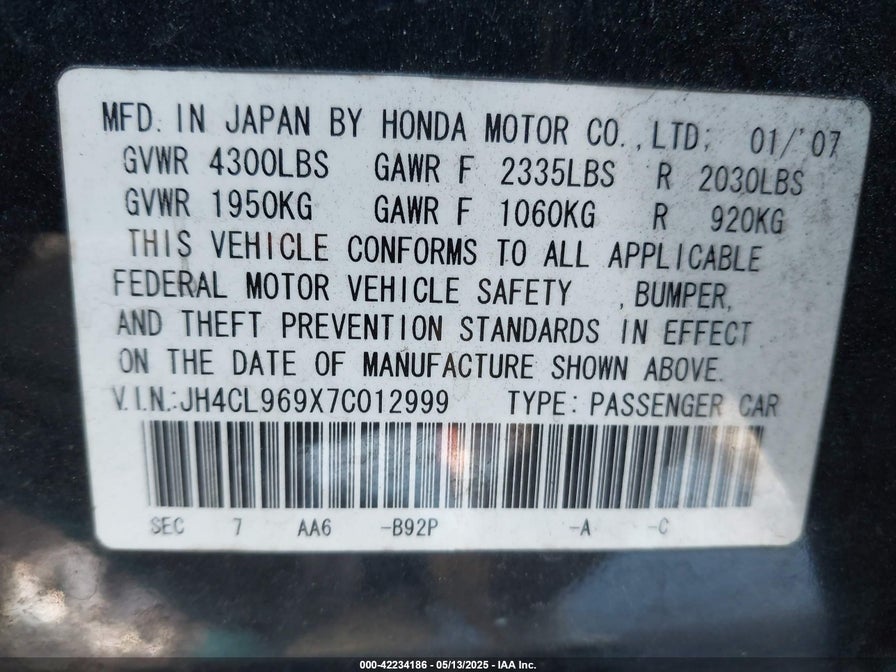 MFD. IN JAPAN BY HONDA MOTOR CO., LTD; 01/'07
GVWR 4300LBS GAWR F 2335LBS R 2030LBS
GVWR 1950KG GAWR F 1060KG R 920KG
THIS VEHICLE CONFORMS TO ALL APPLICABLE
FEDERAL MOTOR VEHICLE SAFETY , BUMPER,
AND THEFT PREVENTION STANDARDS IN EFFECT
ON THE DATE OF MANUFACTURE SHOWN ABOVE.
V.I.N.:JH4CL969X7C012999 TYPE: PASSENGER CAR
SEC 7 AA6 -B92P -A -C
000-42234186 | 05/13/2025 | IAA Inc.